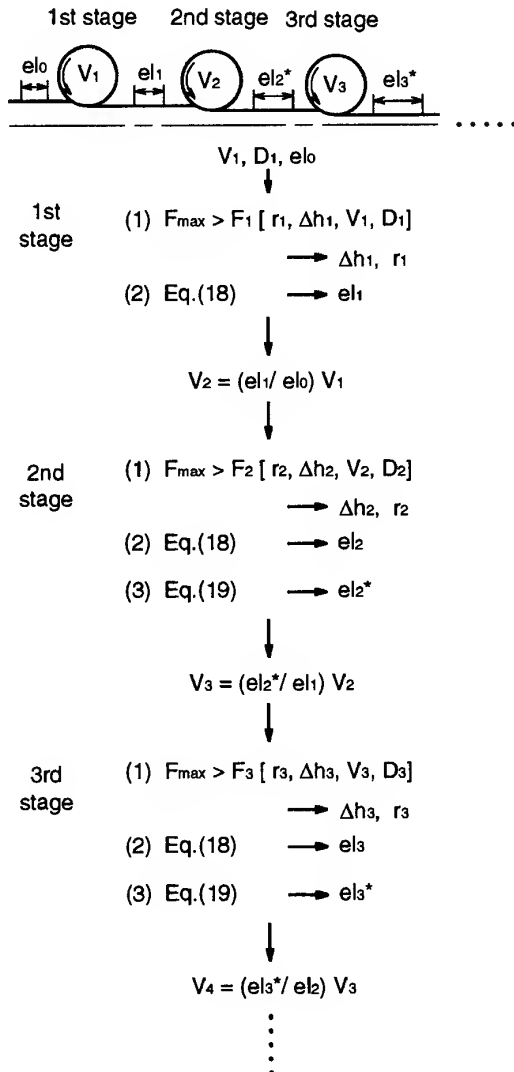 1st stage 2nd stage 3rd stage
el₀ V₁ el₁ V₂ el₂* V₃ el₃*
V₁, D₁, el₀
1st stage
(1) Fmax > F₁ [ r₁, Δh₁, V₁, D₁]
→ Δh₁, r₁
(2) Eq.(18) → el₁
V₂ = (el₁/ el₀) V₁
2nd stage
(1) Fmax > F₂ [ r₂, Δh₂, V₂, D₂]
→ Δh₂, r₂
(2) Eq.(18) → el₂
(3) Eq.(19) → el₂*
V₃ = (el₂*/ el₁) V₂
3rd stage
(1) Fmax > F₃ [ r₃, Δh₃, V₃, D₃]
→ Δh₃, r₃
(2) Eq.(18) → el₃
(3) Eq.(19) → el₃*
V₄ = (el₃*/ el₂) V₃